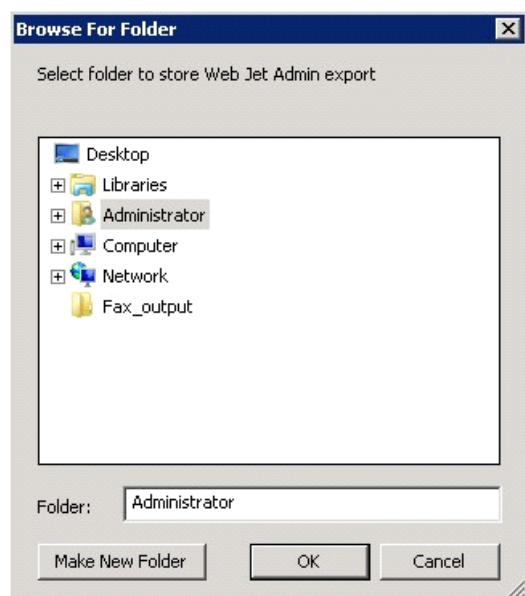 Browse For Folder
Select folder to store Web Jet Admin export
Desktop
Libraries
Administrator
Computer
Network
Fax_output
Folder: Administrator
Make New Folder OK Cancel